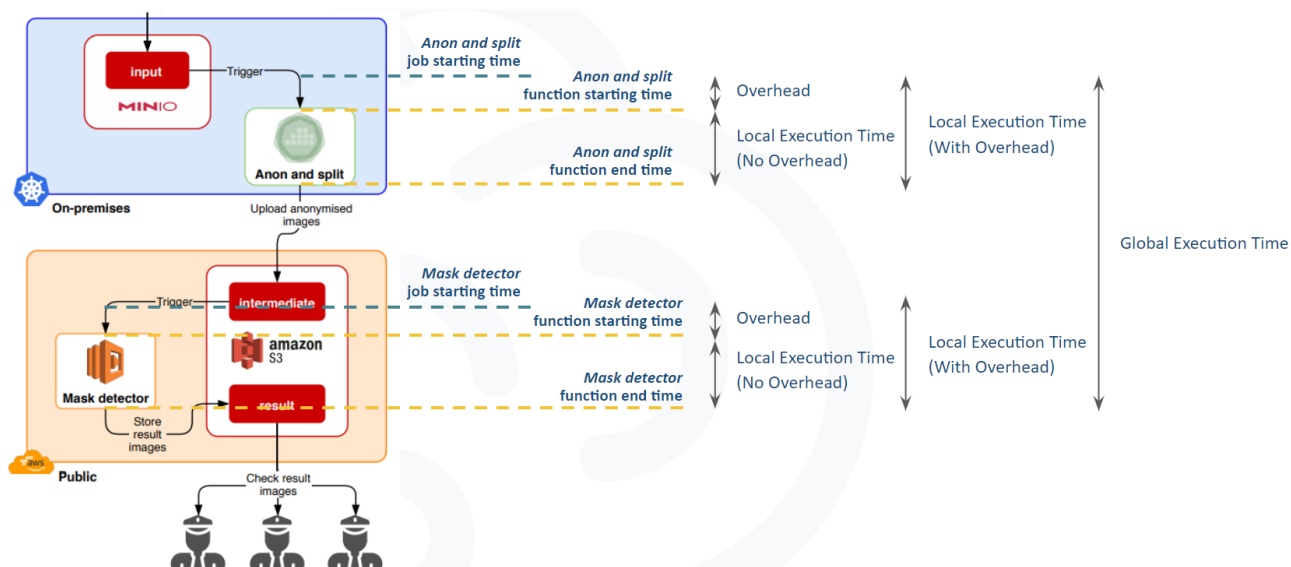 input
Trigger
MINIO
Anon and split
On-premises
Upload anonymised
images
Trigger
intermediate
amazon
S3
Mask detector
result
Store
result
images
aws
Public
Check result
images
Anon and split
job starting time
Anon and split
function starting time
Anon and split
function end time
Mask detector
job starting time
Mask detector
function starting time
Mask detector
function end time
Overhead
Local Execution Time
(No Overhead)
Local Execution Time
(With Overhead)
Overhead
Local Execution Time
(No Overhead)
Local Execution Time
(With Overhead)
Global Execution Time